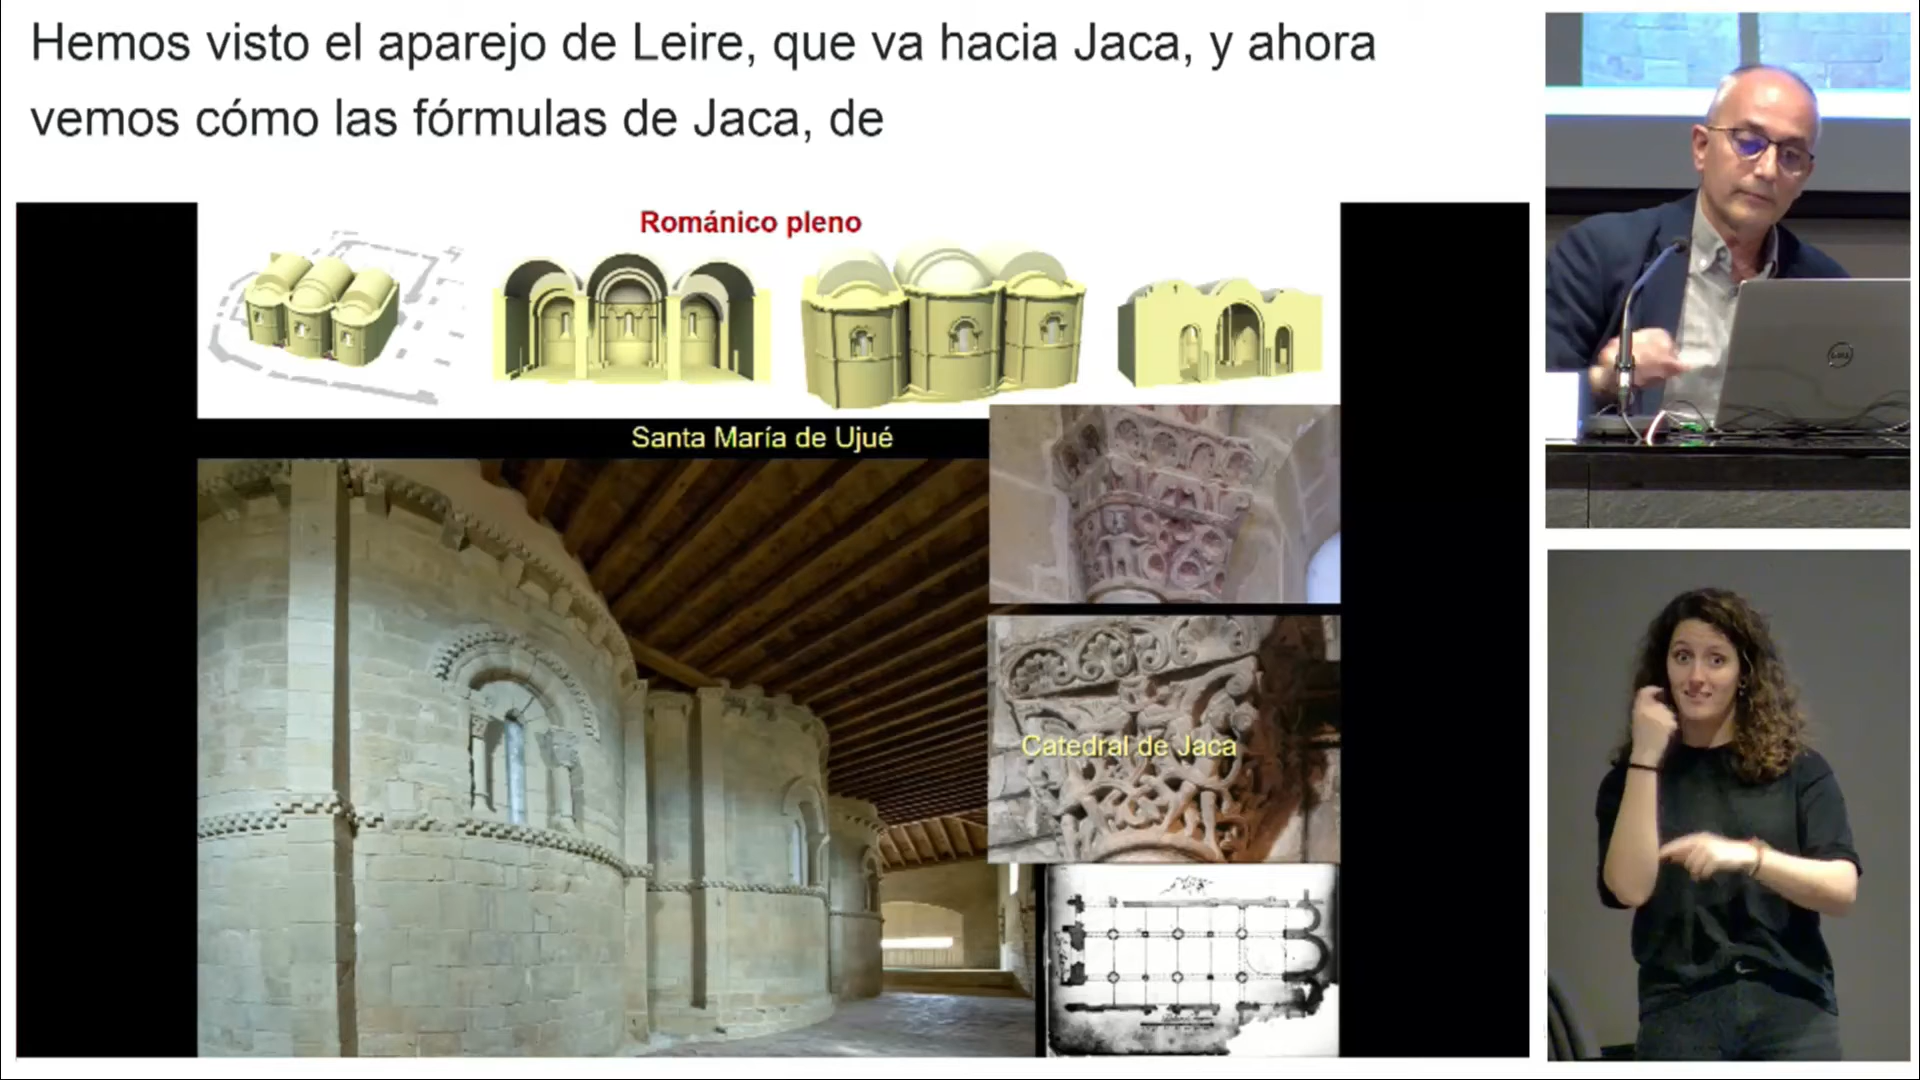 Hemos visto el aparejo de Leire, que va hacia Jaca, y ahora
vemos cómo las fórmulas de Jaca, de
Románico pleno
Santa María de Ujué
Catedral de Jaca
DELL